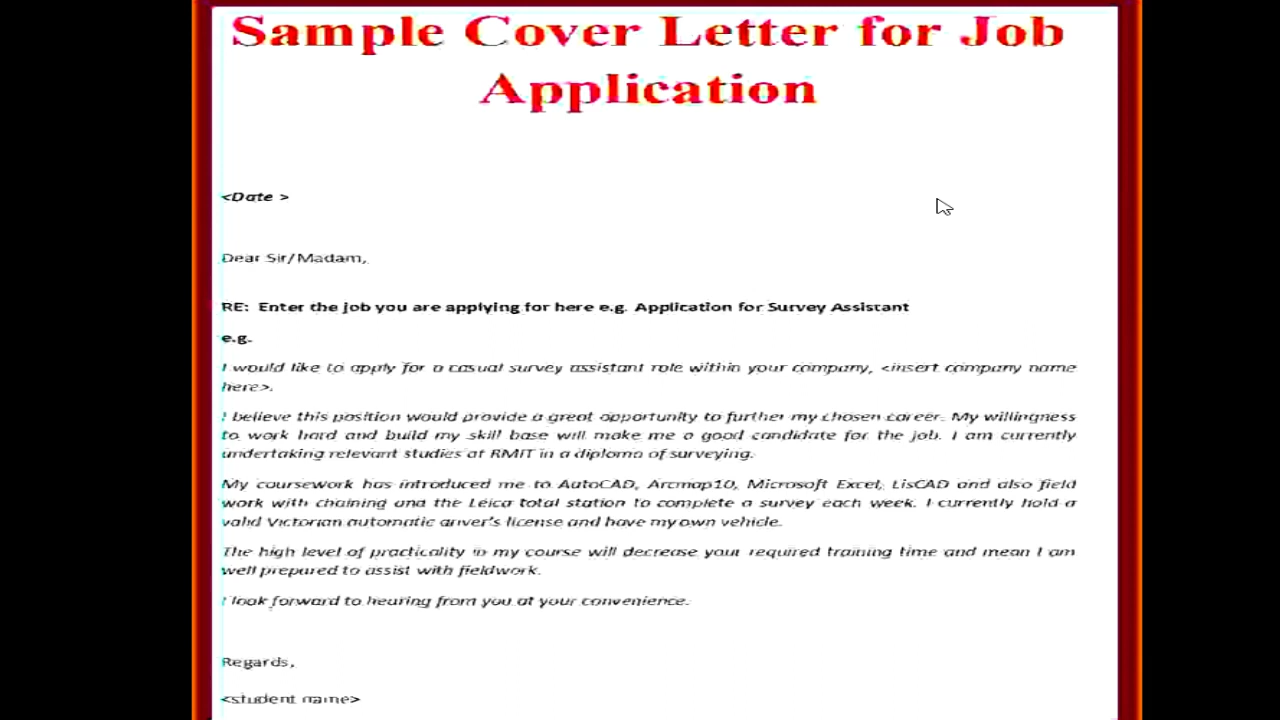 Sample Cover Letter for Job
Application
<Date >
Dear Sir/Madam,
RE:  Enter the job you are applying for here e.g. Application for Survey Assistant
e.g.
I would like to apply for a casual survey assistant role within your company, <insert company name
here>.
I believe this position would provide a great opportunity to further my chosen career. My willingness
to work hard and build my skill base will make me a good candidate for the job. I am currently
undertaking relevant studies at RMIT in a diploma of surveying.
My coursework has introduced me to AutoCAD, Arcmap10, Microsoft Excel, LisCAD and also field
work with chaining and the Leica total station to complete a survey each week. I currently hold a
valid Victorian automatic driver's license and have my own vehicle.
The high level of practicality in my course will decrease your required training time and mean I am
well prepared to assist with fieldwork.
I look forward to hearing from you at your convenience.
Regards,
<student name>